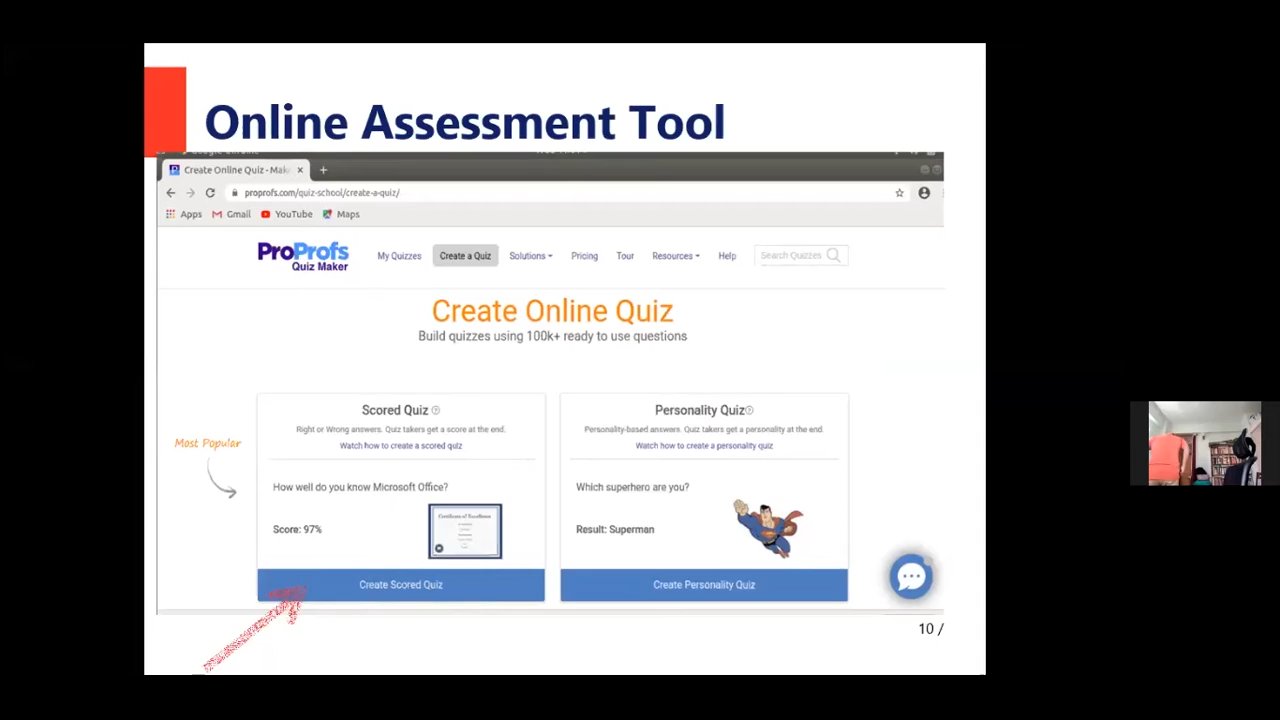 Online Assessment Tool
Create Online Quiz - Mak
proprofs.com/quiz-school/create-a-quiz/
Apps Gmail YouTube Maps
ProProfs
Quiz Maker
My Quizzes Create a Quiz Solutions Pricing Tour Resources Help Search Quizzes
Create Online Quiz
Build quizzes using 100k+ ready to use questions
Most Popular
Scored Quiz
Right or Wrong answers. Quiz takers get a score at the end.
Watch how to create a scored quiz
How well do you know Microsoft Office?
Score: 97%
Certificate of Excellence
Create Scored Quiz
Personality Quiz
Personality-based answers. Quiz takers get a personality at the end.
Watch how to create a personality quiz
Which superhero are you?
Result: Superman
Create Personality Quiz
10 /